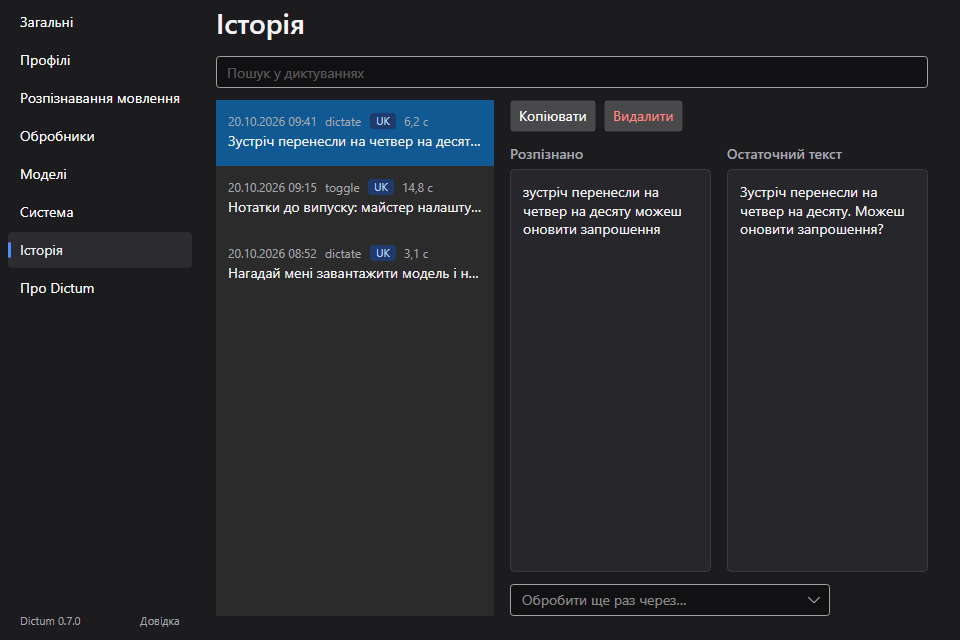 Загальні
Профілі
Розпізнавання мовлення
Обробники
Моделі
Система
Історія
Про Dictum
Dictum 0.7.0
Довідка
Історія
Пошук у диктуваннях
20.10.2026 09:41 dictate UK 6,2 с
Зустріч перенесли на четвер на десят...
20.10.2026 09:15 toggle UK 14,8 с
Нотатки до випуску: майстер налашту...
20.10.2026 08:52 dictate UK 3,1 с
Нагадай мені завантажити модель і н...
Копіювати
Видалити
Розпізнано
зустріч перенесли на
четвер на десяту можеш
оновити запрошення
Остаточний текст
Зустріч перенесли на
четвер на десяту. Можеш
оновити запрошення?
Обробити ще раз через...